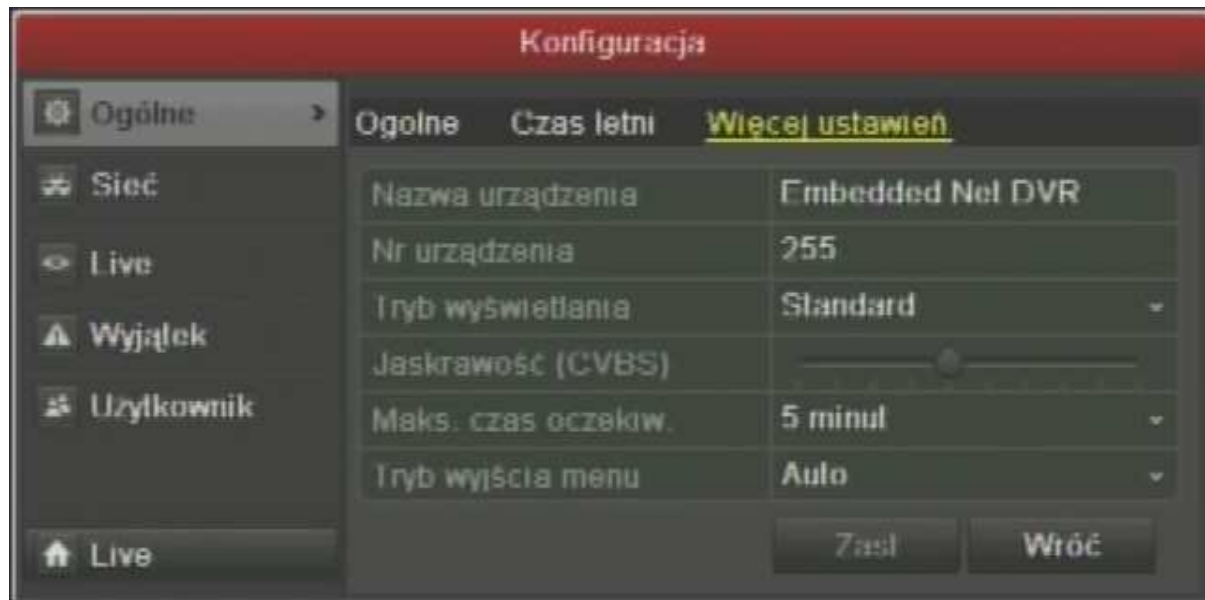 Konfiguracja
Ogólne
Ogolne Czas letni Więcej ustawień
Sieć
Live
Wyjątek
Użytkownik
Live
Nazwa urządzenia Embedded Net DVR
Nr urządzenia 255
Tryb wyświetlania Standard
Jaskrawość (CVBS)
Maks. czas oczekiw. 5 minut
Tryb wyjścia menu Auto
Zast Wróć